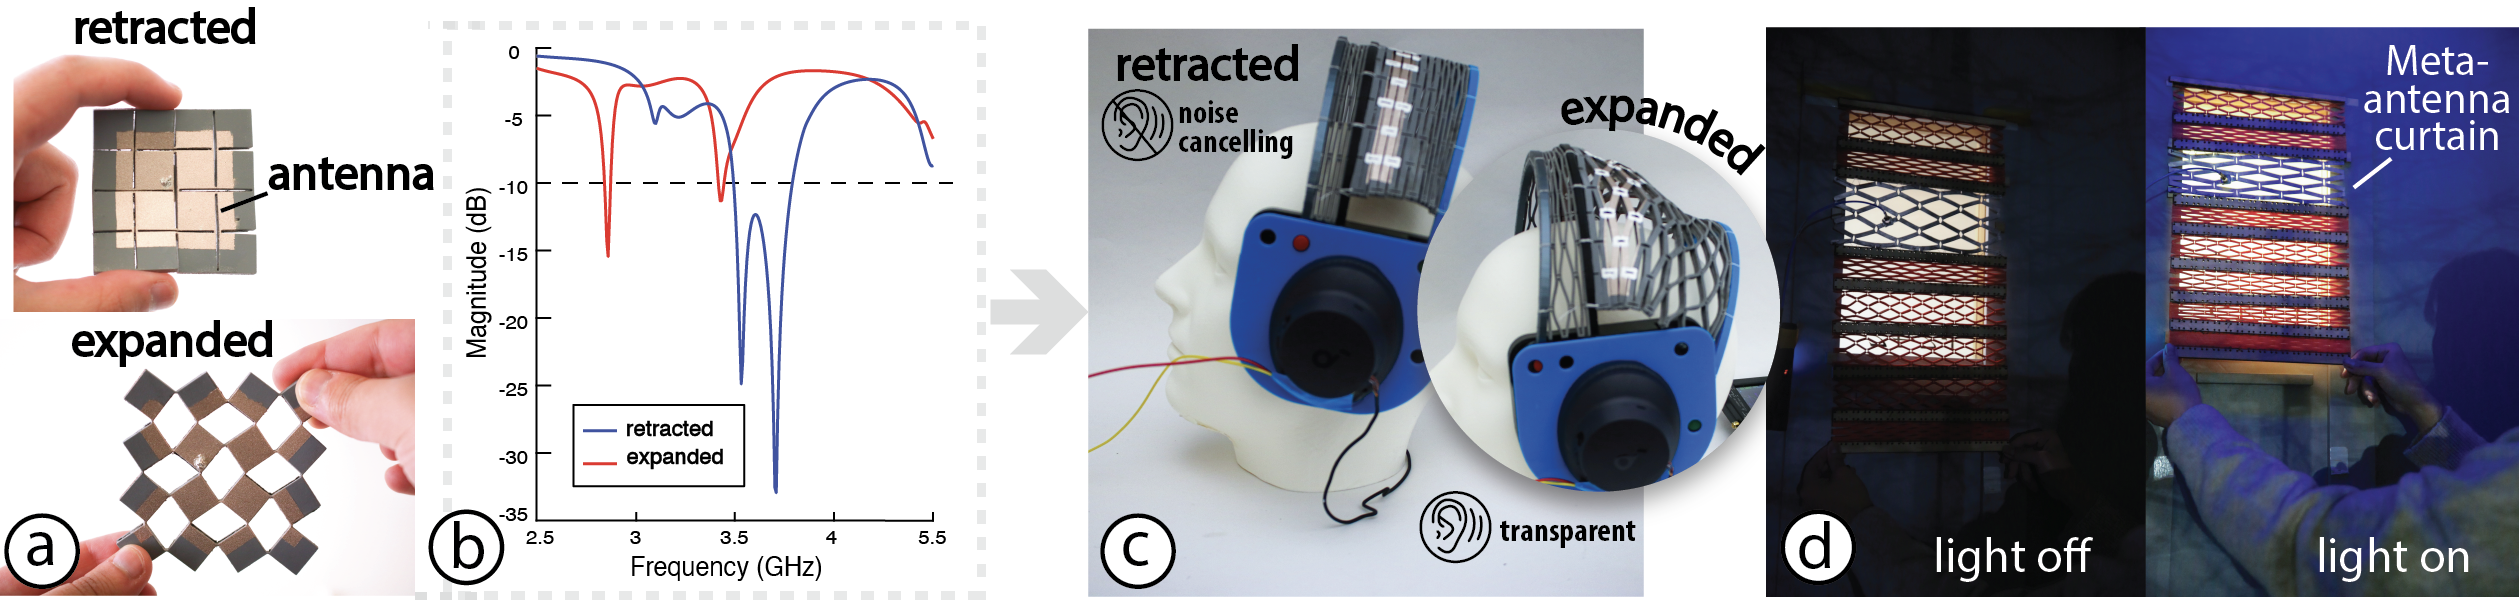 retracted
antenna
expanded
a
0
-5
-10
-15
-20
-25
-30
-35
Magnitude (dB)
2.5
3
3.5
4
5.5
Frequency (GHz)
retracted
expanded
b
retracted
noise
cancelling
expanded
transparent
c
Meta-
antenna
curtain
d
light off
light on